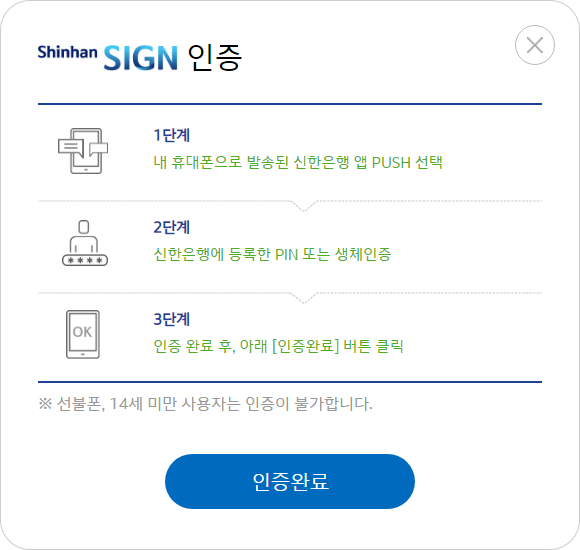 Shinhan SIGN 인증
1단계
내 휴대폰으로 발송된 신한은행 앱 PUSH 선택
2단계
신한은행에 등록한 PIN 또는 생체인증
****
3단계
OK
인증 완료 후, 아래 [인증완료] 버튼 클릭
※ 선불폰, 14세 미만 사용자는 인증이 불가합니다.
인증완료